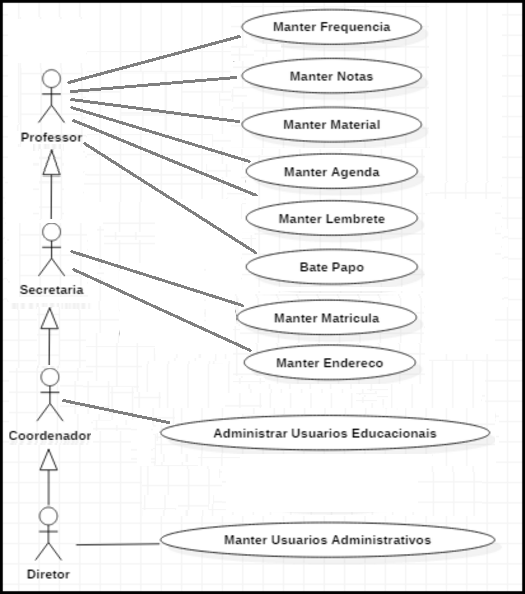 Manter Frequencia
Manter Notas
Manter Material
Professor
Manter Agenda
Manter Lembrete
Bate Papo
Secretaria
Manter Matricula
Manter Endereco
Coordenador
Administrar Usuarios Educacionais
Manter Usuarios Administrativos
Diretor